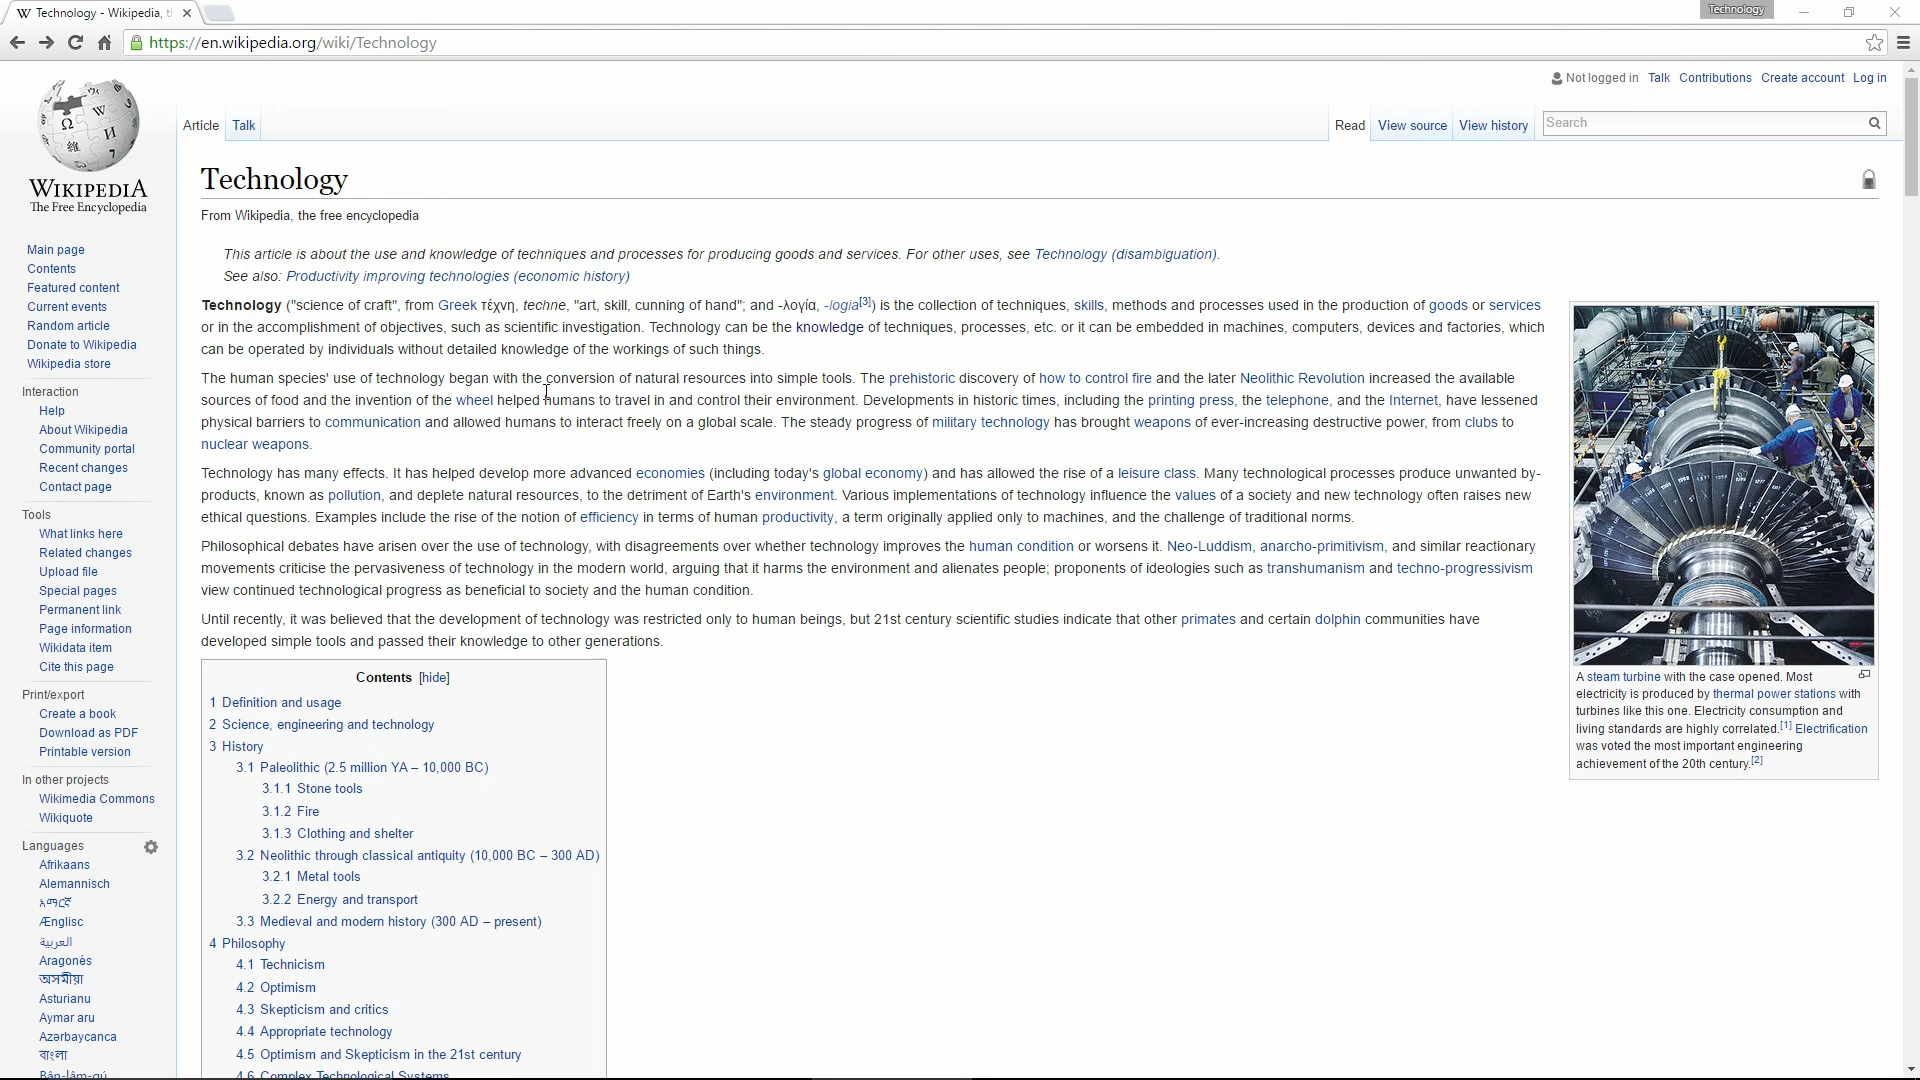 Technology - Wikipedia, t
Technology
https://en.wikipedia.org/wiki/Technology
Not logged in Talk Contributions Create account Log in
Article Talk
Read View source View history Search
WIKIPEDIA
The Free Encyclopedia
Main page
Contents
Featured content
Current events
Random article
Donate to Wikipedia
Wikipedia store
Interaction
Help
About Wikipedia
Community portal
Recent changes
Contact page
Tools
What links here
Related changes
Upload file
Special pages
Permanent link
Page information
Wikidata item
Cite this page
Print/export
Create a book
Download as PDF
Printable version
In other projects
Wikimedia Commons
Wikiquote
Languages
Afrikaans
Alemannisch
አማርኛ
Ænglisc
العربية
Aragonés
অসমীয়া
Asturianu
Aymar aru
Azərbaycanca
বাংলা
Bân-lâm-gú
Technology
From Wikipedia, the free encyclopedia
This article is about the use and knowledge of techniques and processes for producing goods and services. For other uses, see Technology (disambiguation).
See also: Productivity improving technologies (economic history)
Technology ("science of craft", from Greek τέχνη, techne, "art, skill, cunning of hand"; and -λογία, -logia[3]) is the collection of techniques, skills, methods and processes used in the production of goods or services
or in the accomplishment of objectives, such as scientific investigation. Technology can be the knowledge of techniques, processes, etc. or it can be embedded in machines, computers, devices and factories, which
can be operated by individuals without detailed knowledge of the workings of such things.
The human species' use of technology began with the conversion of natural resources into simple tools. The prehistoric discovery of how to control fire and the later Neolithic Revolution increased the available
sources of food and the invention of the wheel helped humans to travel in and control their environment. Developments in historic times, including the printing press, the telephone, and the Internet, have lessened
physical barriers to communication and allowed humans to interact freely on a global scale. The steady progress of military technology has brought weapons of ever-increasing destructive power, from clubs to
nuclear weapons.
Technology has many effects. It has helped develop more advanced economies (including today's global economy) and has allowed the rise of a leisure class. Many technological processes produce unwanted by-
products, known as pollution, and deplete natural resources, to the detriment of Earth's environment. Various implementations of technology influence the values of a society and new technology often raises new
ethical questions. Examples include the rise of the notion of efficiency in terms of human productivity, a term originally applied only to machines, and the challenge of traditional norms.
Philosophical debates have arisen over the use of technology, with disagreements over whether technology improves the human condition or worsens it. Neo-Luddism, anarcho-primitivism, and similar reactionary
movements criticise the pervasiveness of technology in the modern world, arguing that it harms the environment and alienates people; proponents of ideologies such as transhumanism and techno-progressivism
view continued technological progress as beneficial to society and the human condition.
Until recently, it was believed that the development of technology was restricted only to human beings, but 21st century scientific studies indicate that other primates and certain dolphin communities have
developed simple tools and passed their knowledge to other generations.
Contents [hide]
1 Definition and usage
2 Science, engineering and technology
3 History
3.1 Paleolithic (2.5 million YA – 10,000 BC)
3.1.1 Stone tools
3.1.2 Fire
3.1.3 Clothing and shelter
3.2 Neolithic through classical antiquity (10,000 BC – 300 AD)
3.2.1 Metal tools
3.2.2 Energy and transport
3.3 Medieval and modern history (300 AD – present)
4 Philosophy
4.1 Technicism
4.2 Optimism
4.3 Skepticism and critics
4.4 Appropriate technology
4.5 Optimism and Skepticism in the 21st century
4.6 Complex Technological Systems
A steam turbine with the case opened. Most
electricity is produced by thermal power stations with
turbines like this one. Electricity consumption and
living standards are highly correlated.[1] Electrification
was voted the most important engineering
achievement of the 20th century.[2]